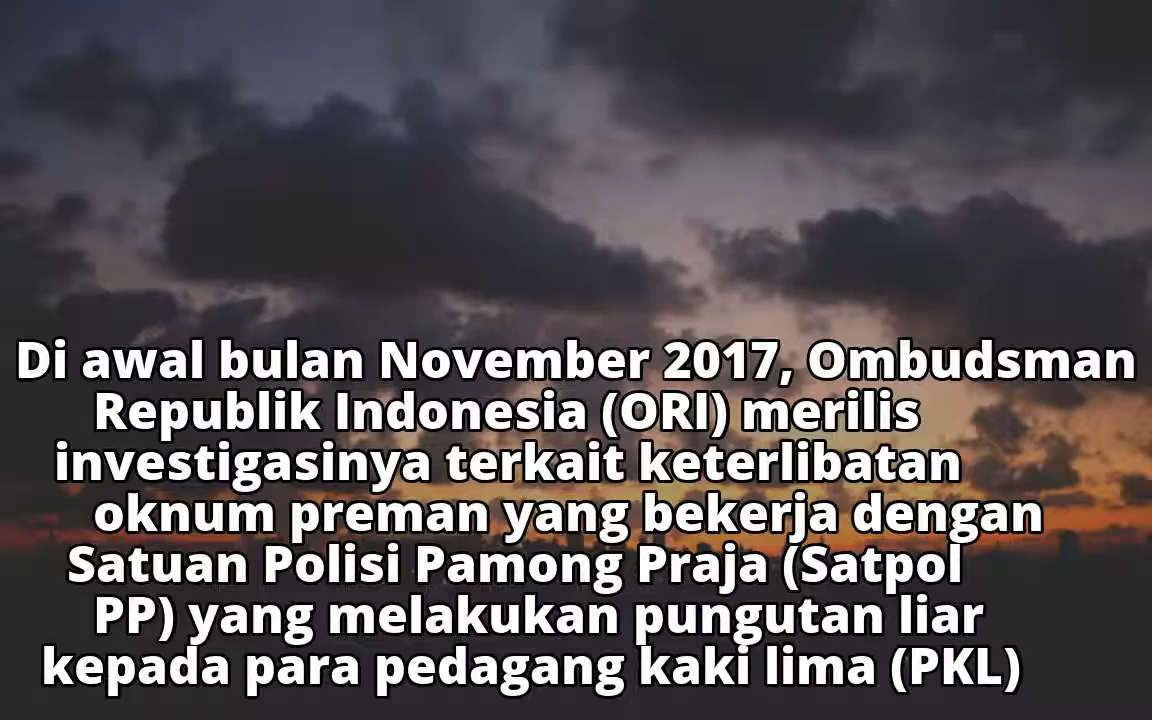 Di awal bulan November 2017, Ombudsman
Republik Indonesia (ORI) merilis
investigasinya terkait keterlibatan
oknum preman yang bekerja dengan
Satuan Polisi Pamong Praja (Satpol
PP) yang melakukan pungutan liar
kepada para pedagang kaki lima (PKL)